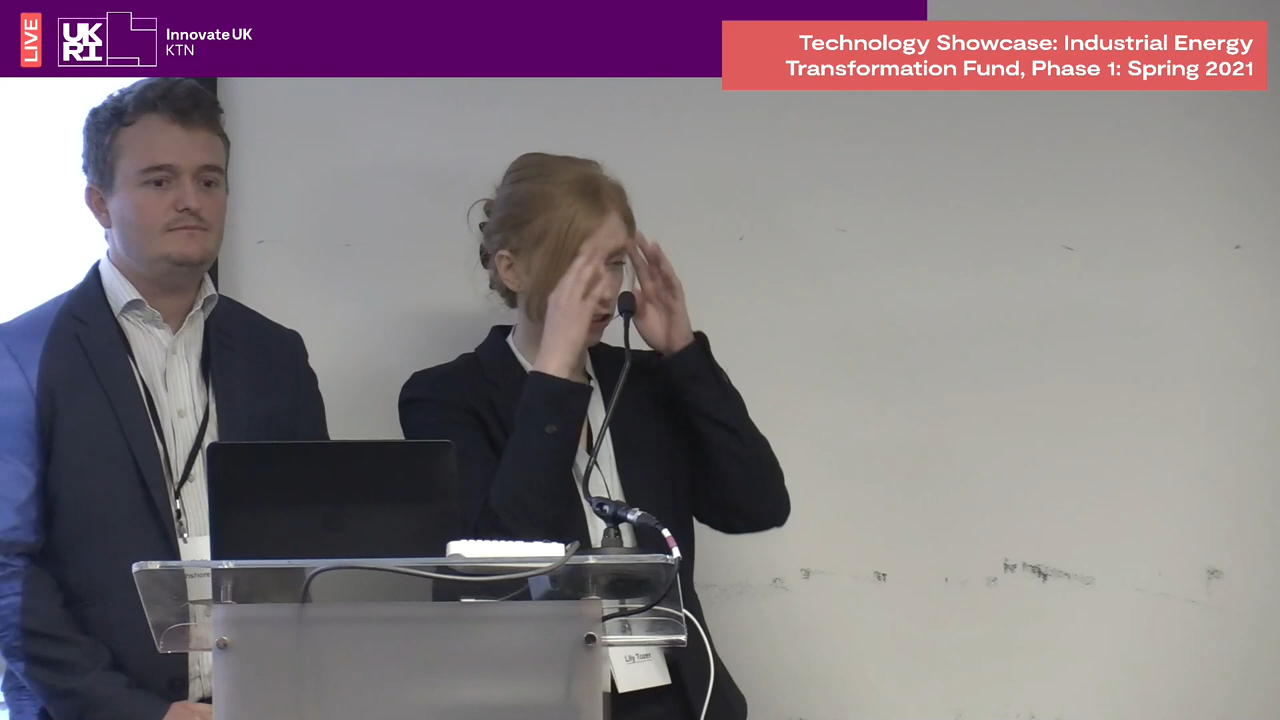 LIVE
UK
RI
Innovate UK
KTN
Technology Showcase: Industrial Energy
Transformation Fund, Phase 1: Spring 2021
Lily Tozer